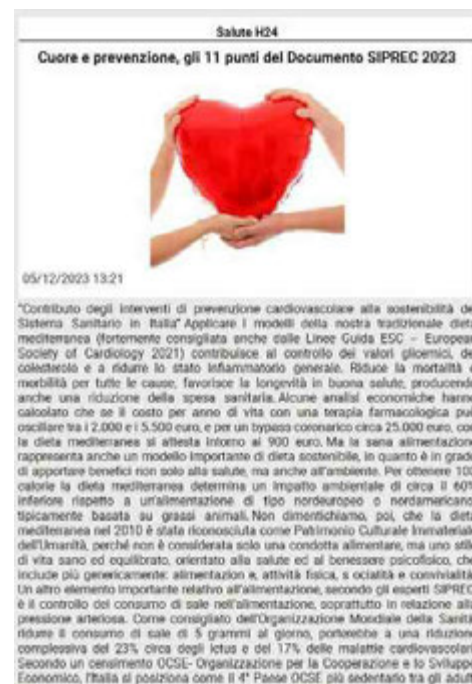 Salute H24
Cuore e prevenzione, gli 11 punti del Documento SIPREC 2023
05/12/2023 13:21
"Contributo degli interventi di prevenzione cardiovascolare alla sostenibilità de
Sistema Sanitario in Italia" Applicare i modelli della nostra tradizionale diet
mediterranea (fortemente consigliata anche dalle Linee Guida ESC – European
Society of Cardiology 2021) contribuisce al controllo dei valori glicemici, de
colesterolo e a ridurre lo stato infiammatorio generale. Riduce la mortalità e
morbilità per tutte le cause, favorisce la longevità in buona salute, producend
anche una riduzione della spesa sanitaria. Alcune analisi economiche hann
calcolato che se il costo per anno di vita con una terapia farmacologica può
oscillare tra i 2.000 e i 5.500 euro, e per un bypass coronarico circa 25.000 euro, con
la dieta mediterranea si attesta intorno ai 900 euro. Ma la sana alimentazion
rappresenta anche un modello importante di dieta sostenibile, in quanto è in grado
di apportare benefici non solo alla salute, ma anche all'ambiente. Per ottenere 100
calorie la dieta mediterranea determina un impatto ambientale di circa il 60%
inferiore rispetto a un'alimentazione di tipo nordeuropeo o nordamericano
tipicamente basata su grassi animali. Non dimentichiamo, poi, che la diet
mediterranea nel 2010 è stata riconosciuta come Patrimonio Culturale Immaterial
dell'Umanità, perché non è considerata solo una condotta alimentare, ma uno stil
di vita sano ed equilibrato, orientato alla salute ed al benessere psicofisico, che
include più genericamente: alimentazion e, attività fisica, s ocialità e convivialità
Un altro elemento importante relativo all'alimentazione, secondo gli esperti SIPREC
è il controllo del consumo di sale nell'alimentazione, soprattutto in relazione alla
pressione arteriosa. Come consigliato dell'Organizzazione Mondiale della Sanità
ridurre il consumo di sale di 5 grammi al giorno, porterebbe a una riduzion
complessiva del 23% circa degli ictus e del 17% delle malattie cardiovascolari
Secondo un censimento OCSE- Organizzazione per la Cooperazione e lo Svilupp
Economico, l'Italia si posiziona come il 4° Paese OCSE più sedentario tra gli adult